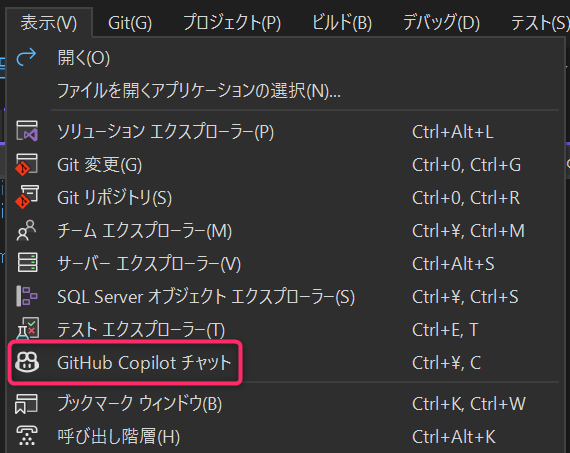 表示(V) Git(G) プロジェクト(P) ビルド(B) デバッグ(D) テスト(S)
開く(O)
ファイルを開くアプリケーションの選択(N)...
ソリューション エクスプローラー(P) Ctrl+Alt+L
Git 変更(G) Ctrl+0, Ctrl+G
Git リポジトリ(S) Ctrl+0, Ctrl+R
チーム エクスプローラー(M) Ctrl+¥, Ctrl+M
サーバー エクスプローラー(V) Ctrl+Alt+S
SQL Server オブジェクト エクスプローラー(S) Ctrl+¥, Ctrl+S
テスト エクスプローラー(T) Ctrl+E, T
GitHub Copilot チャット Ctrl+¥, C
ブックマーク ウィンドウ(B) Ctrl+K, Ctrl+W
呼び出し階層(H) Ctrl+Alt+K